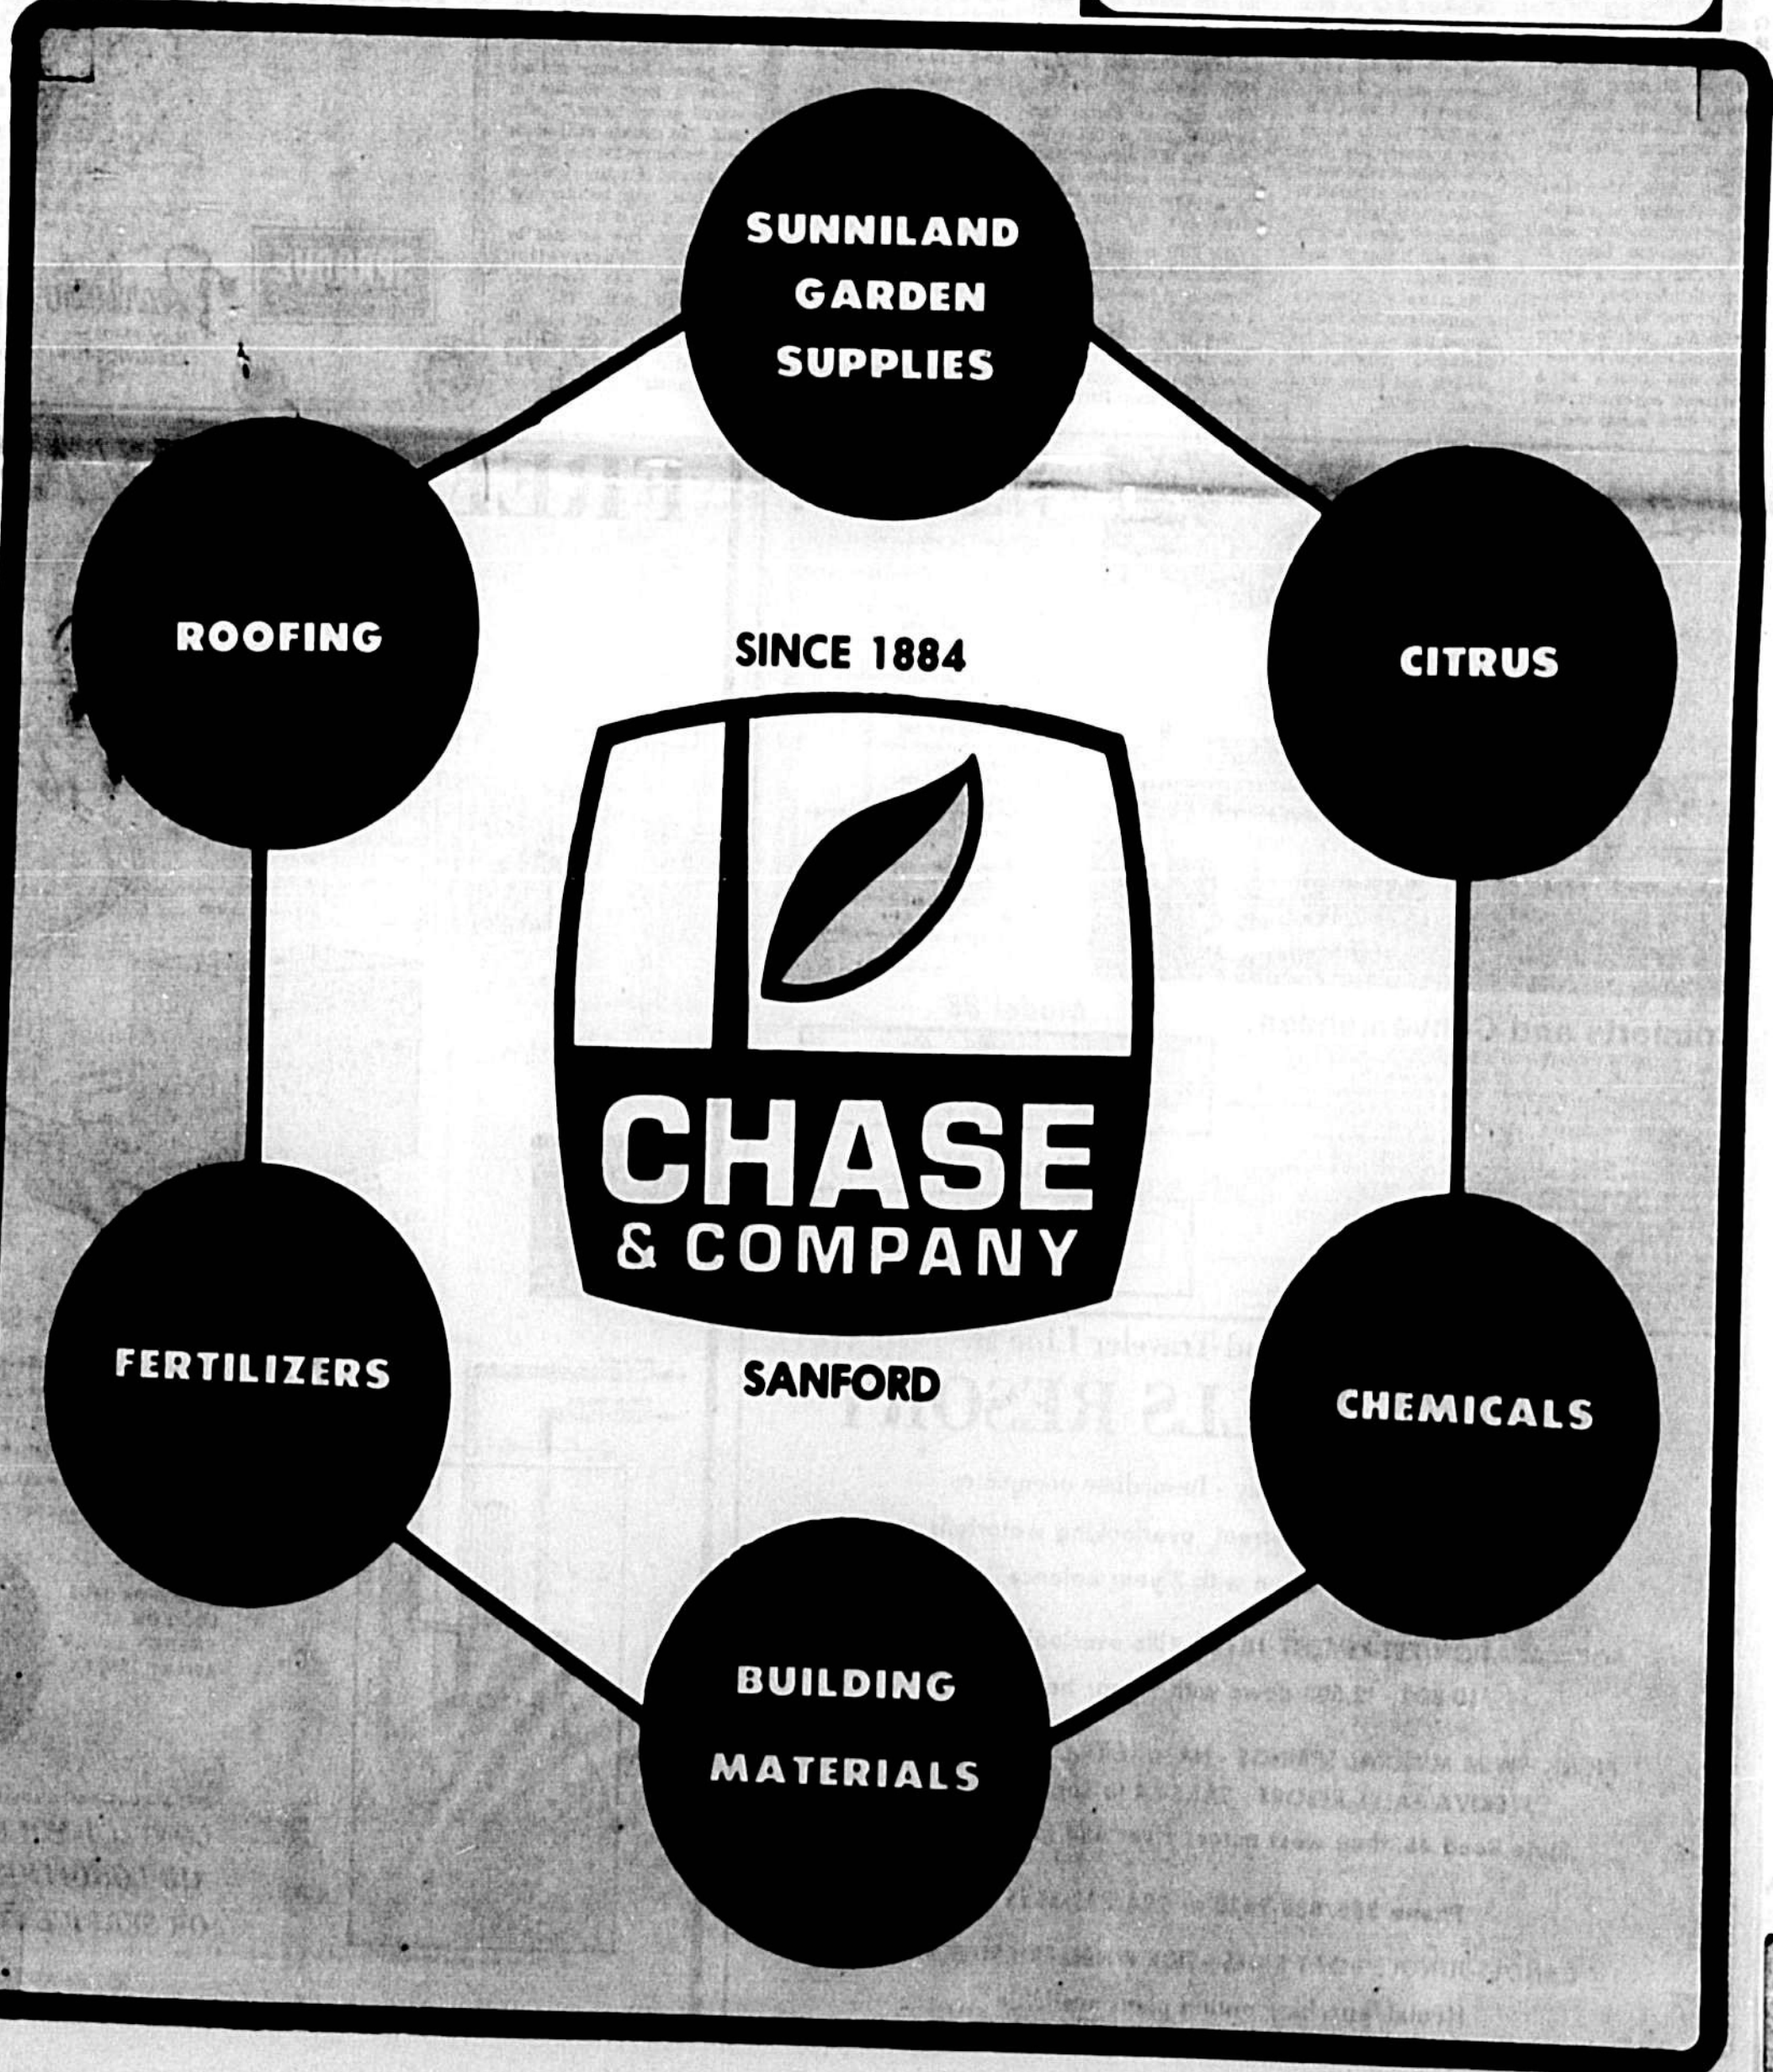 SUNNILAND
GARDEN
SUPPLIES
ROOFING
CITRUS
SINCE 1884
CHASE
& COMPANY
SANFORD
FERTILIZERS
CHEMICALS
BUILDING
MATERIALS